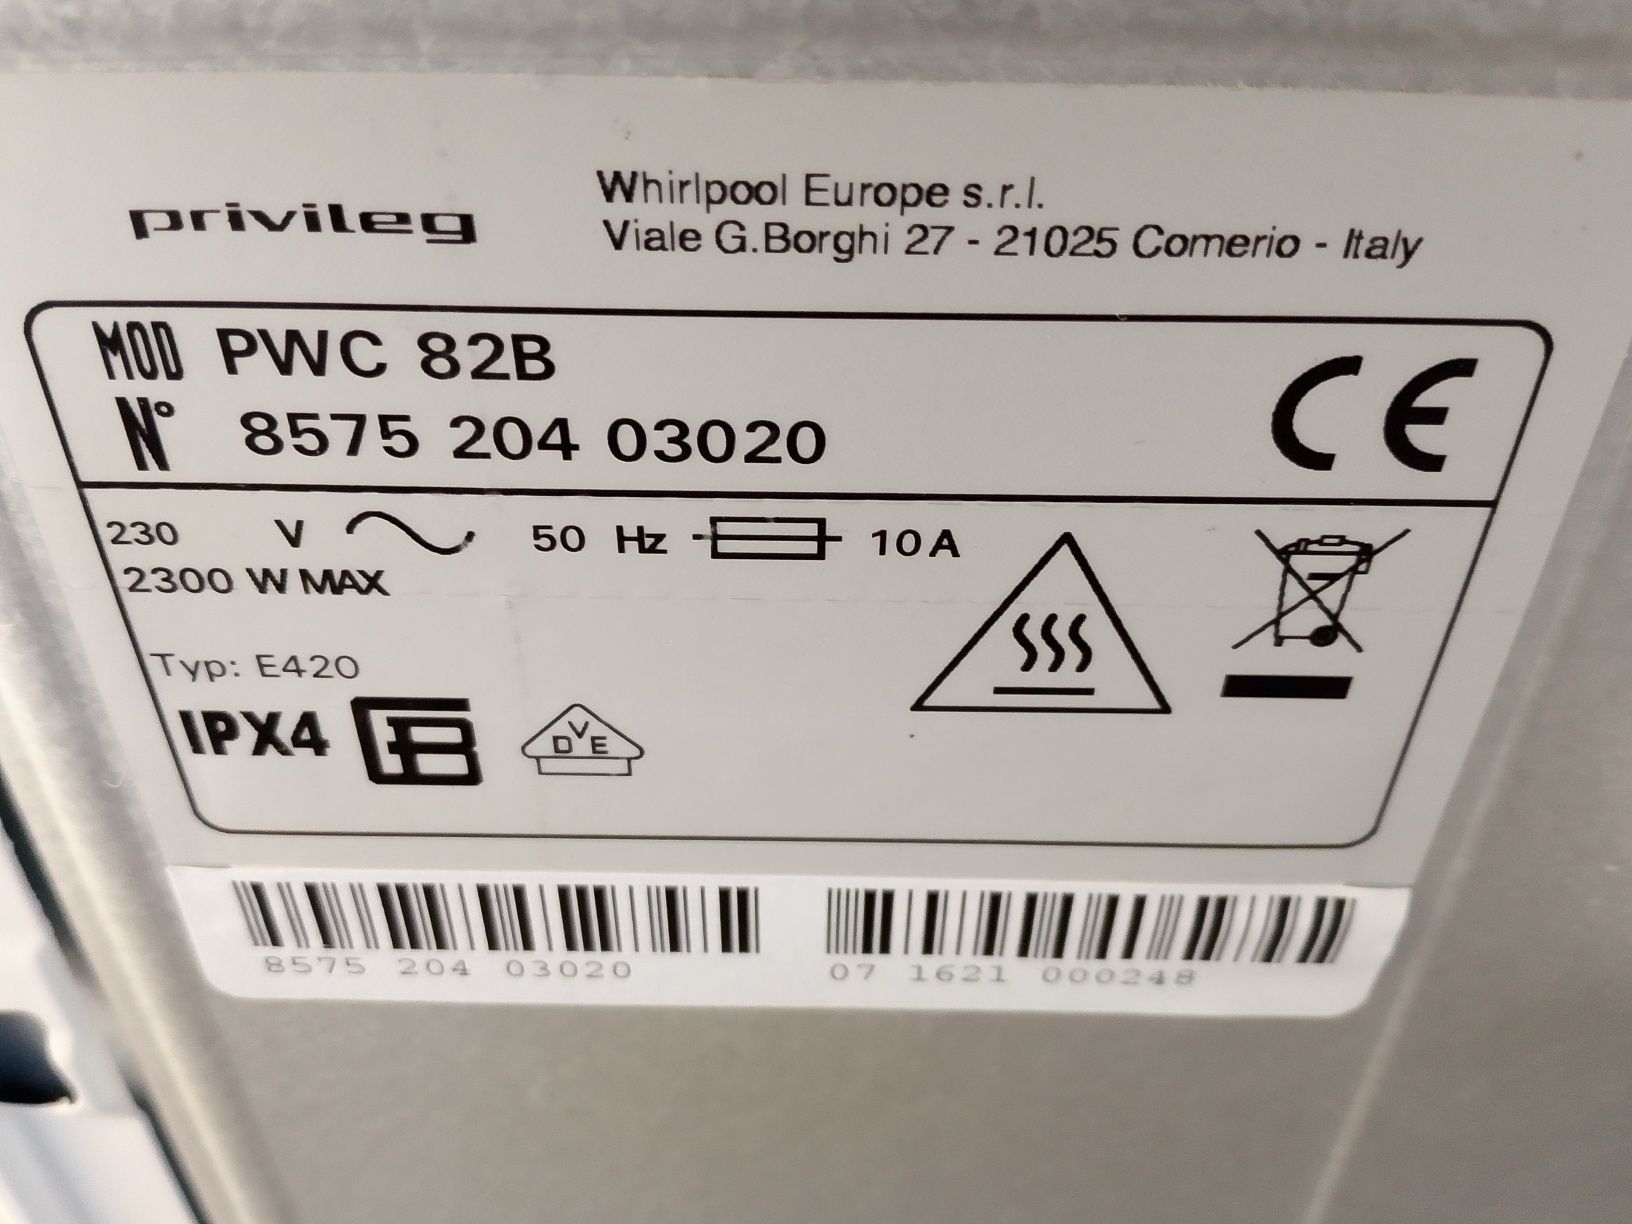 privileg
Whirlpool Europe s.r.l.
Viale G.Borghi 27 - 21025 Comerio - Italy
MOD PWC 82B
N° 8575 204 03020
CE
230 V 50 Hz 10 A
2300 W MAX
Typ: E420
IPX4
DVE
8575 204 03020
07 1621 000248